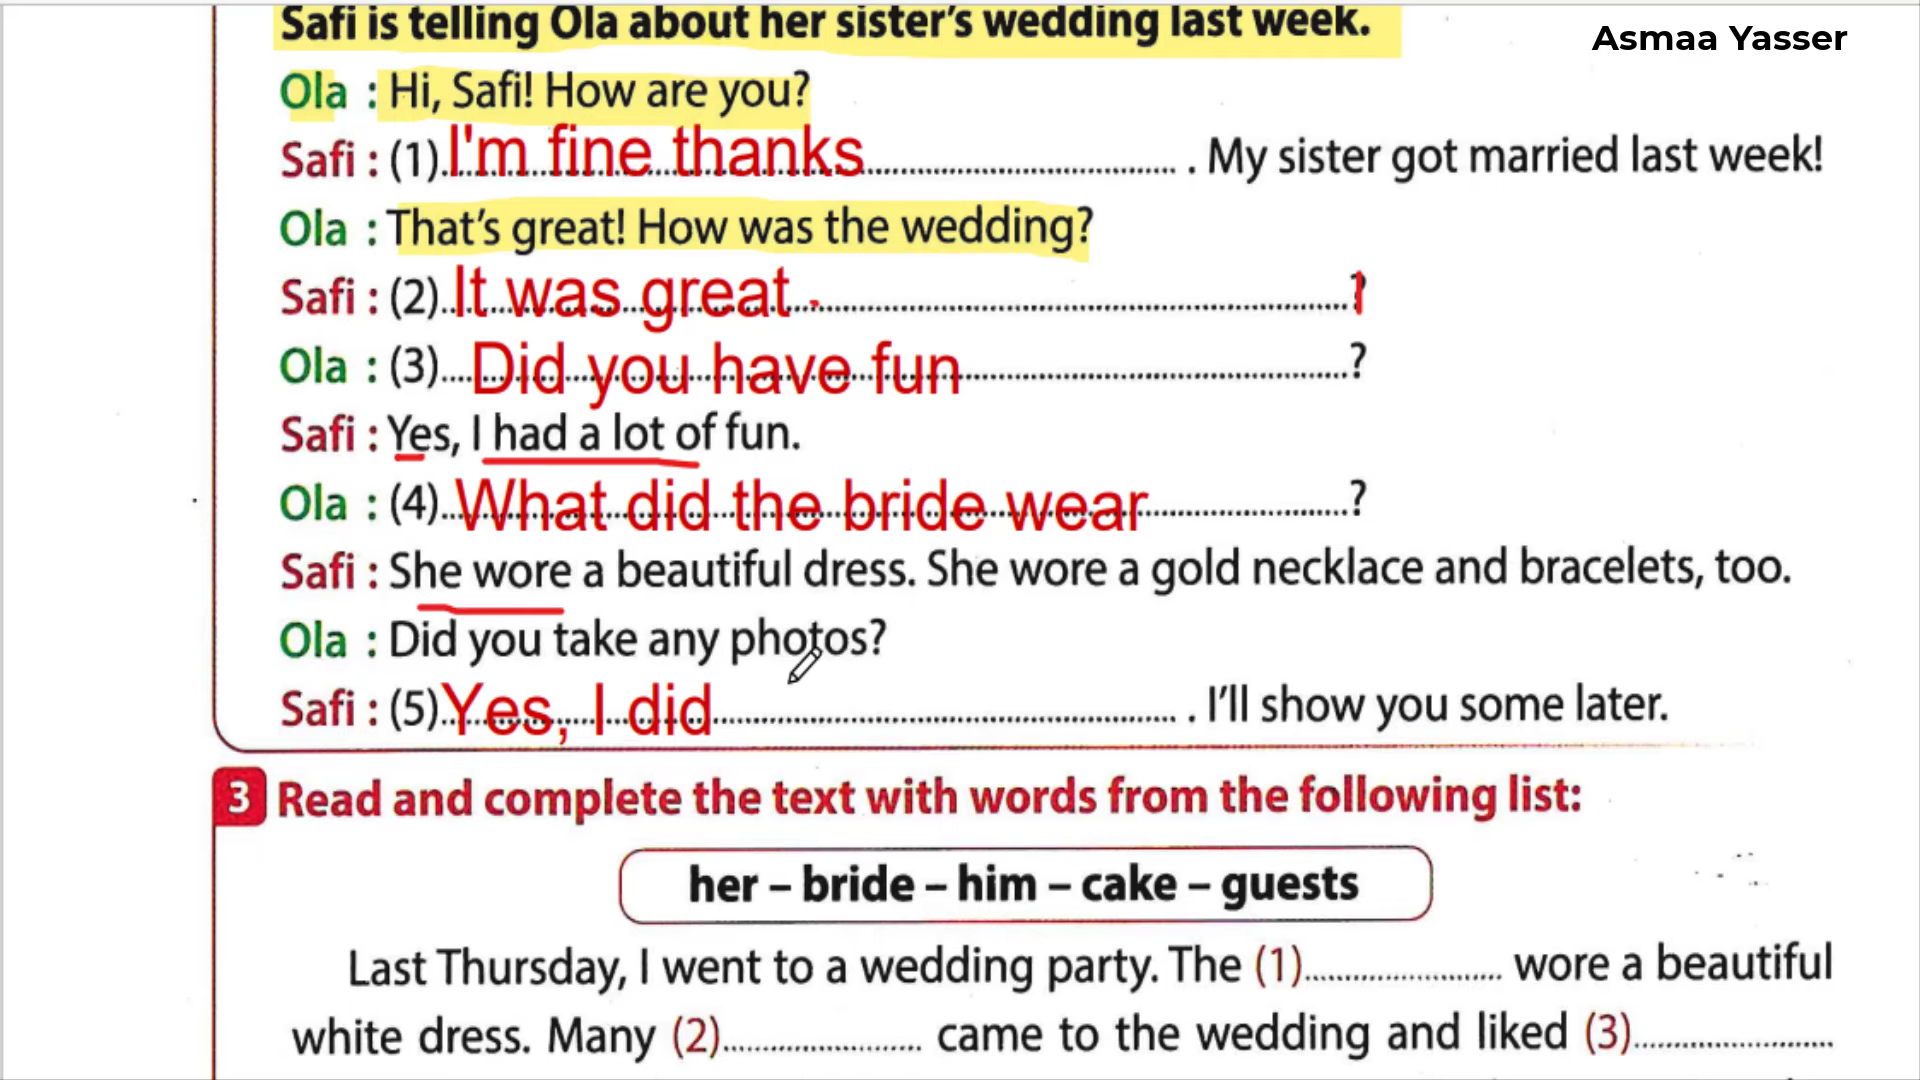 Safi is telling Ola about her sister's wedding last week.
Asmaa Yasser
Ola : Hi, Safi! How are you?
Safi : (1) I'm fine thanks . My sister got married last week!
Ola : That's great! How was the wedding?
Safi : (2) It was great . ?
Ola : (3) Did you have fun ?
Safi : Yes, I had a lot of fun.
Ola : (4) What did the bride wear ?
Safi : She wore a beautiful dress. She wore a gold necklace and bracelets, too.
Ola : Did you take any photos?
Safi : (5) Yes, I did . I'll show you some later.
3 Read and complete the text with words from the following list:
her – bride – him – cake – guests
Last Thursday, I went to a wedding party. The (1) .................... wore a beautiful
white dress. Many (2) .................... came to the wedding and liked (3) ....................